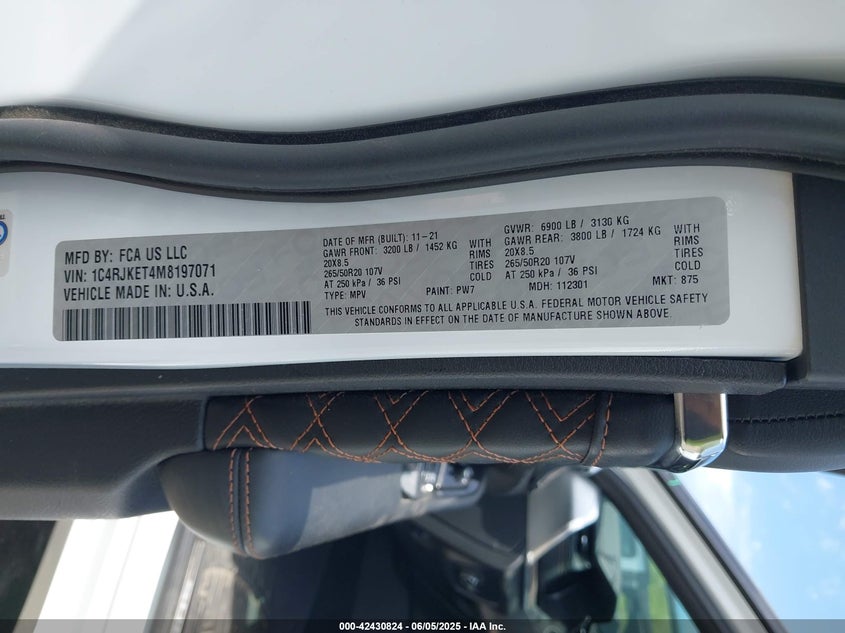 MFD BY: FCA US LLC
VIN: 1C4RJKET4M8197071
VEHICLE MADE IN: U.S.A.
DATE OF MFR (BUILT): 11-21
GAWR FRONT: 3200 LB / 1452 KG WITH
20X8.5 RIMS
265/50R20 107V TIRES
AT 250 kPa / 36 PSI COLD
TYPE: MPV PAINT: PW7
GVWR: 6900 LB / 3130 KG
GAWR REAR: 3800 LB / 1724 KG WITH
20X8.5 RIMS
265/50R20 107V TIRES
AT 250 kPa / 36 PSI COLD
MDH: 112301 MKT: 875
THIS VEHICLE CONFORMS TO ALL APPLICABLE U.S.A. FEDERAL MOTOR VEHICLE SAFETY
STANDARDS IN EFFECT ON THE DATE OF MANUFACTURE SHOWN ABOVE.
000-42430824 - 06/05/2025 - IAA Inc.